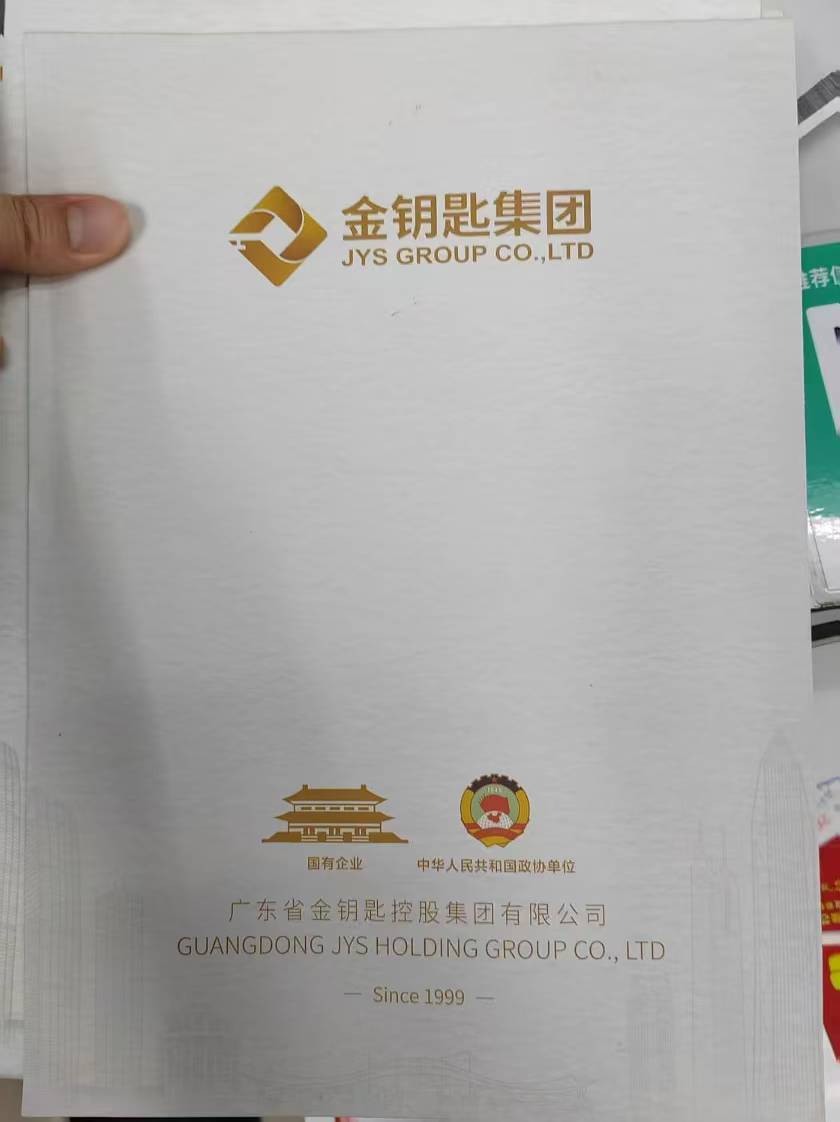 金钥匙集团
JYS GROUP CO.,LTD
推荐
国有企业
中华人民共和国政协单位
广东省金钥匙控股集团有限公司
GUANGDONG JYS HOLDING GROUP CO., LTD
— Since 1999 —